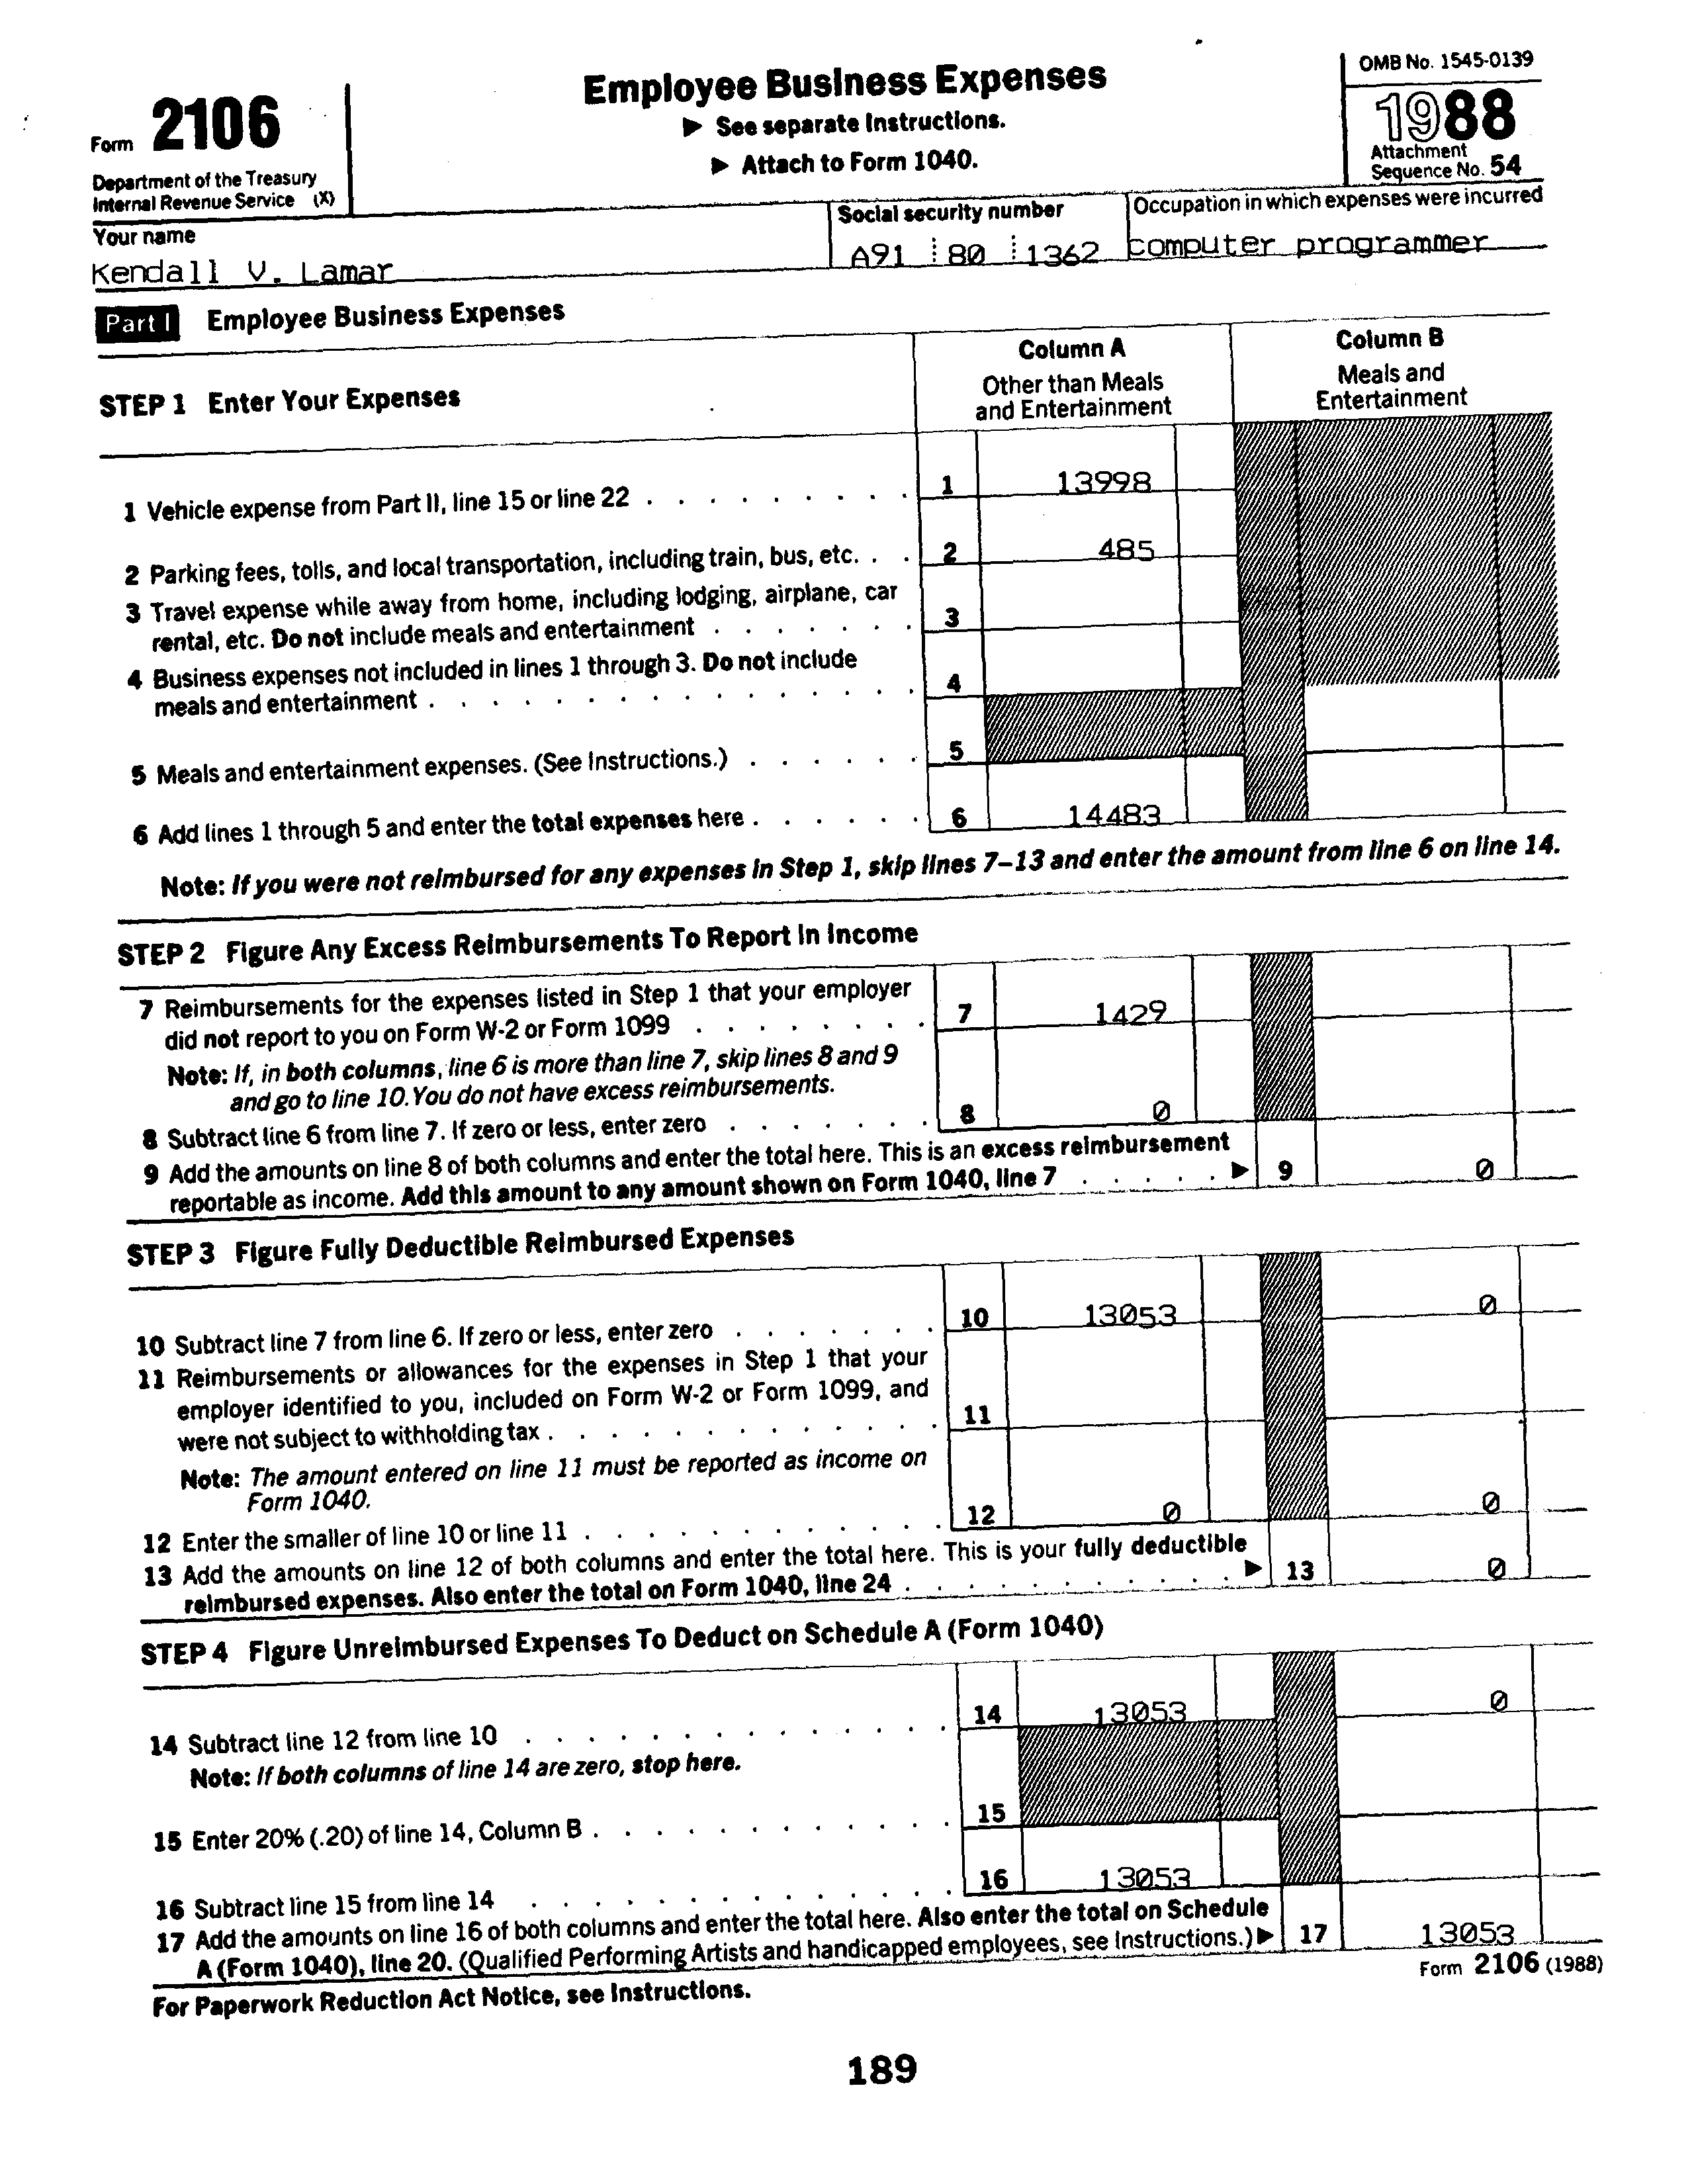 Form 2106
Department of the Treasury
Internal Revenue Service (X)
Employee Business Expenses
▶ See separate Instructions.
▶ Attach to Form 1040.
OMB No. 1545-0139
1988
Attachment
Sequence No. 54
Your name
Kendall V. Lamar
Social security number
A91 80 1362
Occupation in which expenses were incurred
computer programmer
Part I Employee Business Expenses
STEP 1 Enter Your Expenses
Column A
Other than Meals
and Entertainment
Column B
Meals and
Entertainment
1 Vehicle expense from Part II, line 15 or line 22 . . . . . . . . . 1 13998
2 Parking fees, tolls, and local transportation, including train, bus, etc. . . 2 485
3 Travel expense while away from home, including lodging, airplane, car
rental, etc. Do not include meals and entertainment . . . . . . . 3
4 Business expenses not included in lines 1 through 3. Do not include
meals and entertainment . . . . . . . . . . . . . 4
5 Meals and entertainment expenses. (See Instructions.) . . . . . . 5
6 Add lines 1 through 5 and enter the total expenses here . . . . . . 6 14483
Note: If you were not reimbursed for any expenses in Step 1, skip lines 7–13 and enter the amount from line 6 on line 14.
STEP 2 Figure Any Excess Reimbursements To Report In Income
7 Reimbursements for the expenses listed in Step 1 that your employer
did not report to you on Form W-2 or Form 1099 . . . . . . . . 7 1429
Note: If, in both columns, line 6 is more than line 7, skip lines 8 and 9
and go to line 10. You do not have excess reimbursements.
8 Subtract line 6 from line 7. If zero or less, enter zero . . . . . . . 8 0
9 Add the amounts on line 8 of both columns and enter the total here. This is an excess reimbursement
reportable as income. Add this amount to any amount shown on Form 1040, line 7 . . . . . ▶ 9 0
STEP 3 Figure Fully Deductible Reimbursed Expenses
10 Subtract line 7 from line 6. If zero or less, enter zero . . . . . . . 10 13053 0
11 Reimbursements or allowances for the expenses in Step 1 that your
employer identified to you, included on Form W-2 or Form 1099, and
were not subject to withholding tax . . . . . . . . . . 11
Note: The amount entered on line 11 must be reported as income on
Form 1040.
12 Enter the smaller of line 10 or line 11 . . . . . . . . . . . . 12 0 0
13 Add the amounts on line 12 of both columns and enter the total here. This is your fully deductible
reimbursed expenses. Also enter the total on Form 1040, line 24 . . . . . . . . . . . . ▶ 13 0
STEP 4 Figure Unreimbursed Expenses To Deduct on Schedule A (Form 1040)
14 Subtract line 12 from line 10 . . . . . . . . . . . . . . 14 13053 0
Note: If both columns of line 14 are zero, stop here.
15 Enter 20% (.20) of line 14, Column B . . . . . . . . . . . . 15
16 Subtract line 15 from line 14 . . . . . . . . . . . . . . 16 13053
17 Add the amounts on line 16 of both columns and enter the total here. Also enter the total on Schedule
A (Form 1040), line 20. (Qualified Performing Artists and handicapped employees, see Instructions.) ▶ 17 13053
For Paperwork Reduction Act Notice, see Instructions.
Form 2106 (1988)
189